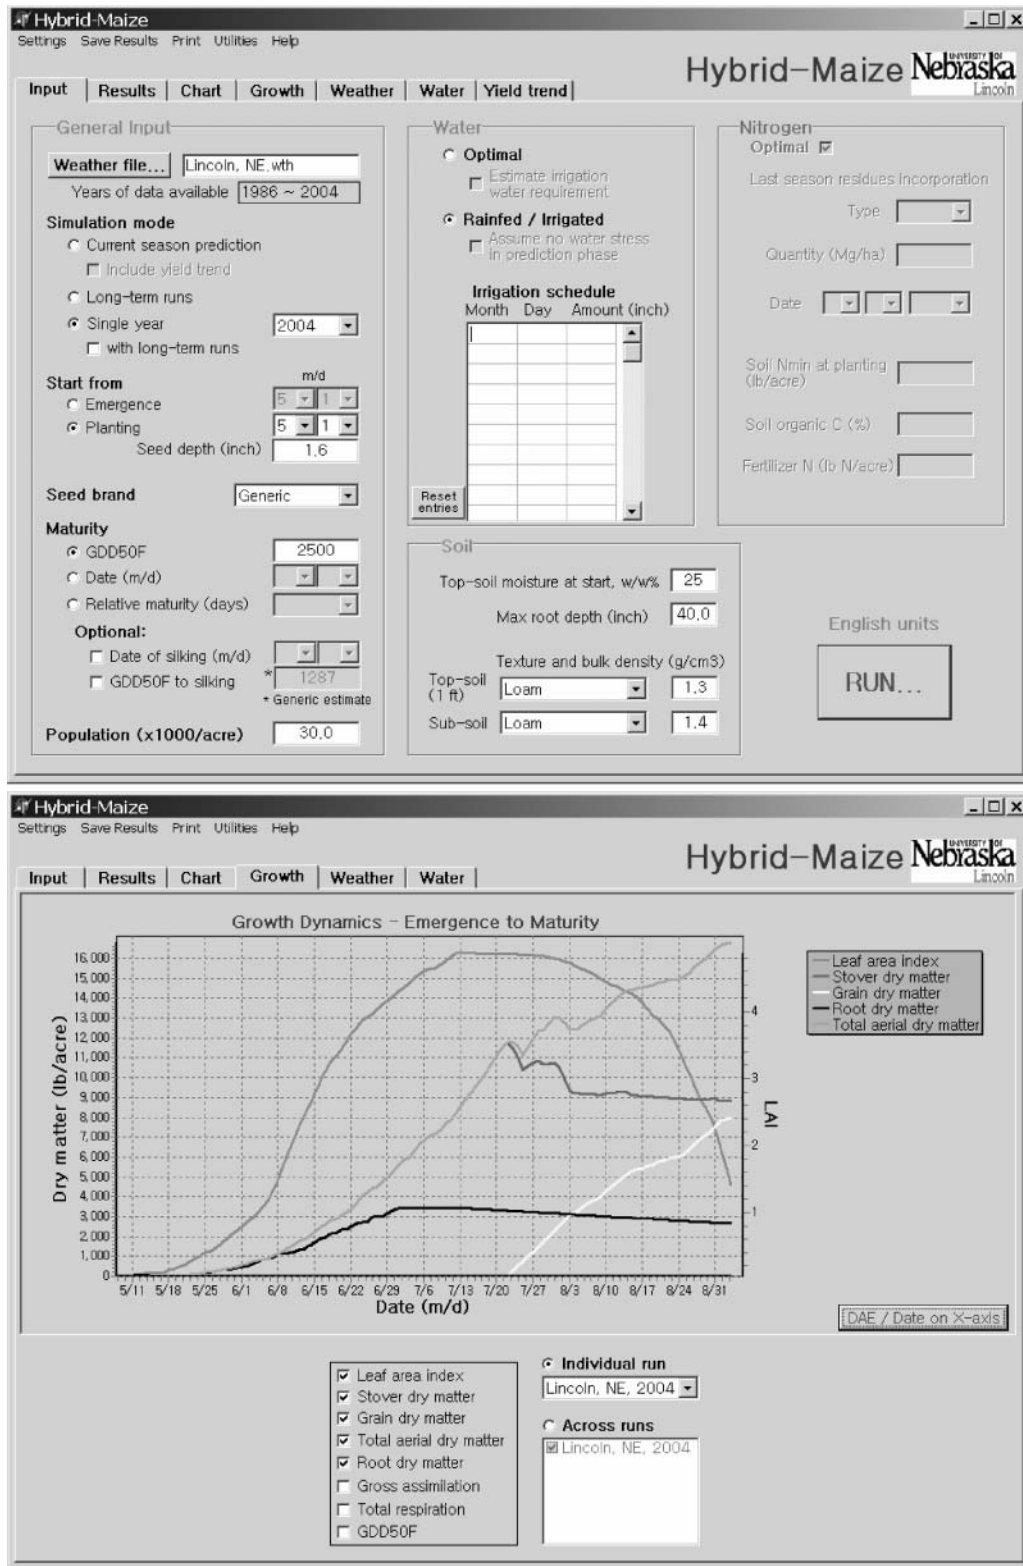 Hybrid-Maize
Settings Save Results Print Utilities Help
Hybrid-Maize
UNIVERSITY OF
Nebraska
Lincoln
Input Results Chart Growth Weather Water Yield trend
General Input
Weather file... Lincoln, NE.wth
Years of data available 1986 ~ 2004
Simulation mode
Current season prediction
Include yield trend
Long-term runs
Single year 2004
with long-term runs
Start from m/d
Emergence 5 1
Planting 5 1
Seed depth (inch) 1.6
Seed brand Generic
Maturity
GDD50F 2500
Date (m/d)
Relative maturity (days)
Optional:
Date of silking (m/d)
GDD50F to silking * 1287
* Generic estimate
Population (x1000/acre) 30.0
Water
Optimal
Estimate irrigation
water requirement
Rainfed / Irrigated
Assume no water stress
in prediction phase
Irrigation schedule
Month Day Amount (inch)
Reset
entries
Soil
Top-soil moisture at start, w/w% 25
Max root depth (inch) 40.0
Texture and bulk density (g/cm3)
Top-soil
(1 ft) Loam 1.3
Sub-soil Loam 1.4
Nitrogen
Optimal
Last season residues incorporation
Type
Quantity (Mg/ha)
Date
Soil Nmin at planting
(lb/acre)
Soil organic C (%)
Fertilizer N (lb N/acre)
English units
RUN...
Hybrid-Maize
Settings Save Results Print Utilities Help
Hybrid-Maize
UNIVERSITY OF
Nebraska
Lincoln
Input Results Chart Growth Weather Water
Growth Dynamics - Emergence to Maturity
Dry matter (lb/acre)
16,000
15,000
14,000
13,000
12,000
11,000
10,000
9,000
8,000
7,000
6,000
5,000
4,000
3,000
2,000
1,000
0
4
3
2
1
LAI
5/11 5/18 5/25 6/1 6/8 6/15 6/22 6/29 7/6 7/13 7/20 7/27 8/3 8/10 8/17 8/24 8/31
Date (m/d)
Leaf area index
Stover dry matter
Grain dry matter
Root dry matter
Total aerial dry matter
DAE / Date on X-axis
Leaf area index
Stover dry matter
Grain dry matter
Total aerial dry matter
Root dry matter
Gross assimilation
Total respiration
GDD50F
Individual run
Lincoln, NE, 2004
Across runs
Lincoln, NE, 2004